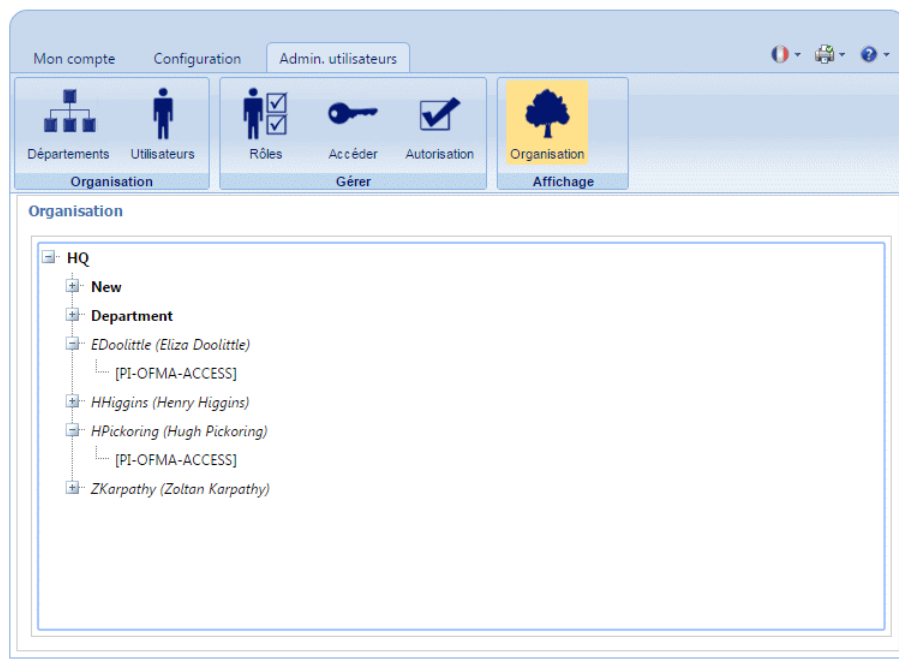 Mon compte Configuration Admin. utilisateurs
Départements Utilisateurs Rôles Accéder Autorisation Organisation
Organisation Gérer Affichage
Organisation
HQ
New
Department
EDoolittle (Eliza Doolittle)
[PI-OFMA-ACCESS]
HHiggins (Henry Higgins)
HPickoring (Hugh Pickoring)
[PI-OFMA-ACCESS]
ZKarpathy (Zoltan Karpathy)